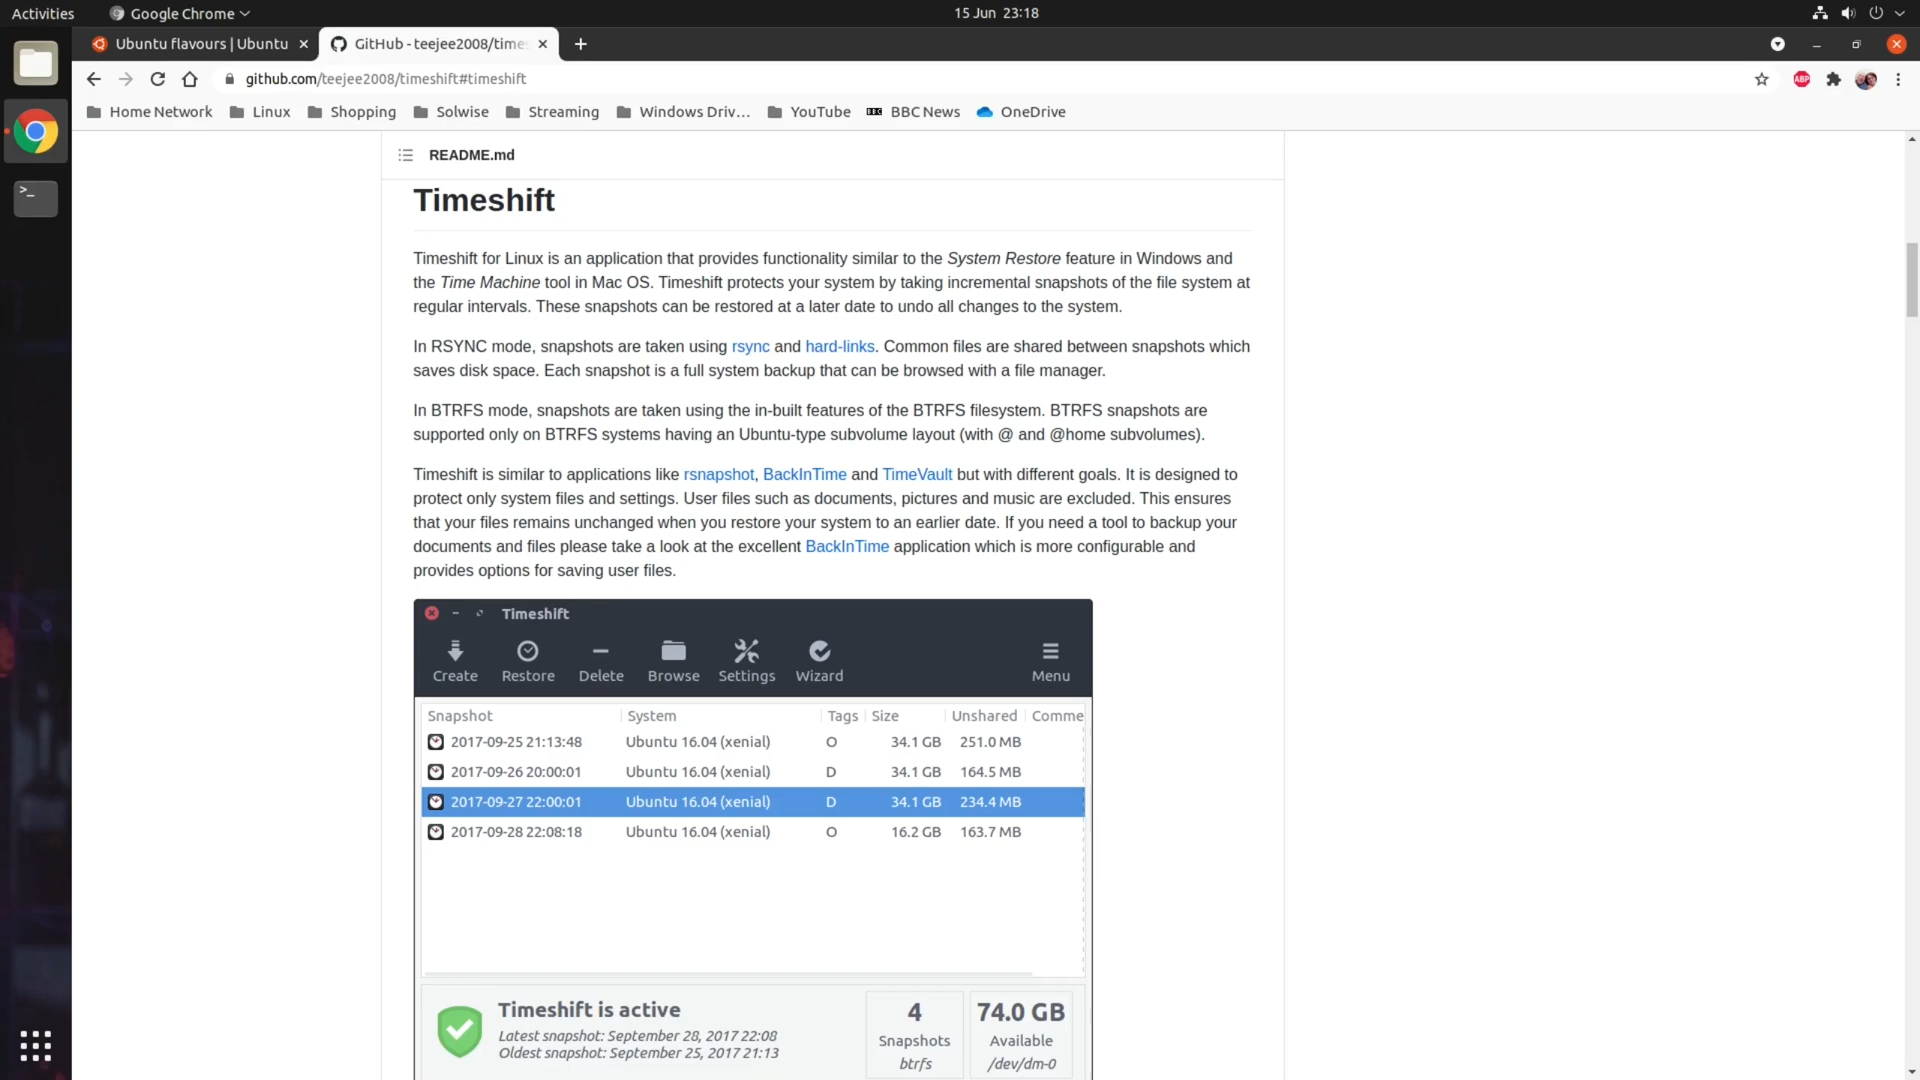 Activities Google Chrome 15 Jun 23:18
Ubuntu flavours | Ubuntu GitHub - teejee2008/times
github.com/teejee2008/timeshift#timeshift ABP
Home Network Linux Shopping Solwise Streaming Windows Driv… YouTube BBC BBC News OneDrive
README.md
Timeshift
Timeshift for Linux is an application that provides functionality similar to the System Restore feature in Windows and
the Time Machine tool in Mac OS. Timeshift protects your system by taking incremental snapshots of the file system at
regular intervals. These snapshots can be restored at a later date to undo all changes to the system.
In RSYNC mode, snapshots are taken using rsync and hard-links. Common files are shared between snapshots which
saves disk space. Each snapshot is a full system backup that can be browsed with a file manager.
In BTRFS mode, snapshots are taken using the in-built features of the BTRFS filesystem. BTRFS snapshots are
supported only on BTRFS systems having an Ubuntu-type subvolume layout (with @ and @home subvolumes).
Timeshift is similar to applications like rsnapshot, BackInTime and TimeVault but with different goals. It is designed to
protect only system files and settings. User files such as documents, pictures and music are excluded. This ensures
that your files remains unchanged when you restore your system to an earlier date. If you need a tool to backup your
documents and files please take a look at the excellent BackInTime application which is more configurable and
provides options for saving user files.
Timeshift
Create Restore Delete Browse Settings Wizard Menu
Snapshot System Tags Size Unshared Comme
2017-09-25 21:13:48 Ubuntu 16.04 (xenial) O 34.1 GB 251.0 MB
2017-09-26 20:00:01 Ubuntu 16.04 (xenial) D 34.1 GB 164.5 MB
2017-09-27 22:00:01 Ubuntu 16.04 (xenial) D 34.1 GB 234.4 MB
2017-09-28 22:08:18 Ubuntu 16.04 (xenial) O 16.2 GB 163.7 MB
Timeshift is active 4 74.0 GB
Latest snapshot: September 28, 2017 22:08 Snapshots Available
Oldest snapshot: September 25, 2017 21:13 btrfs /dev/dm-0